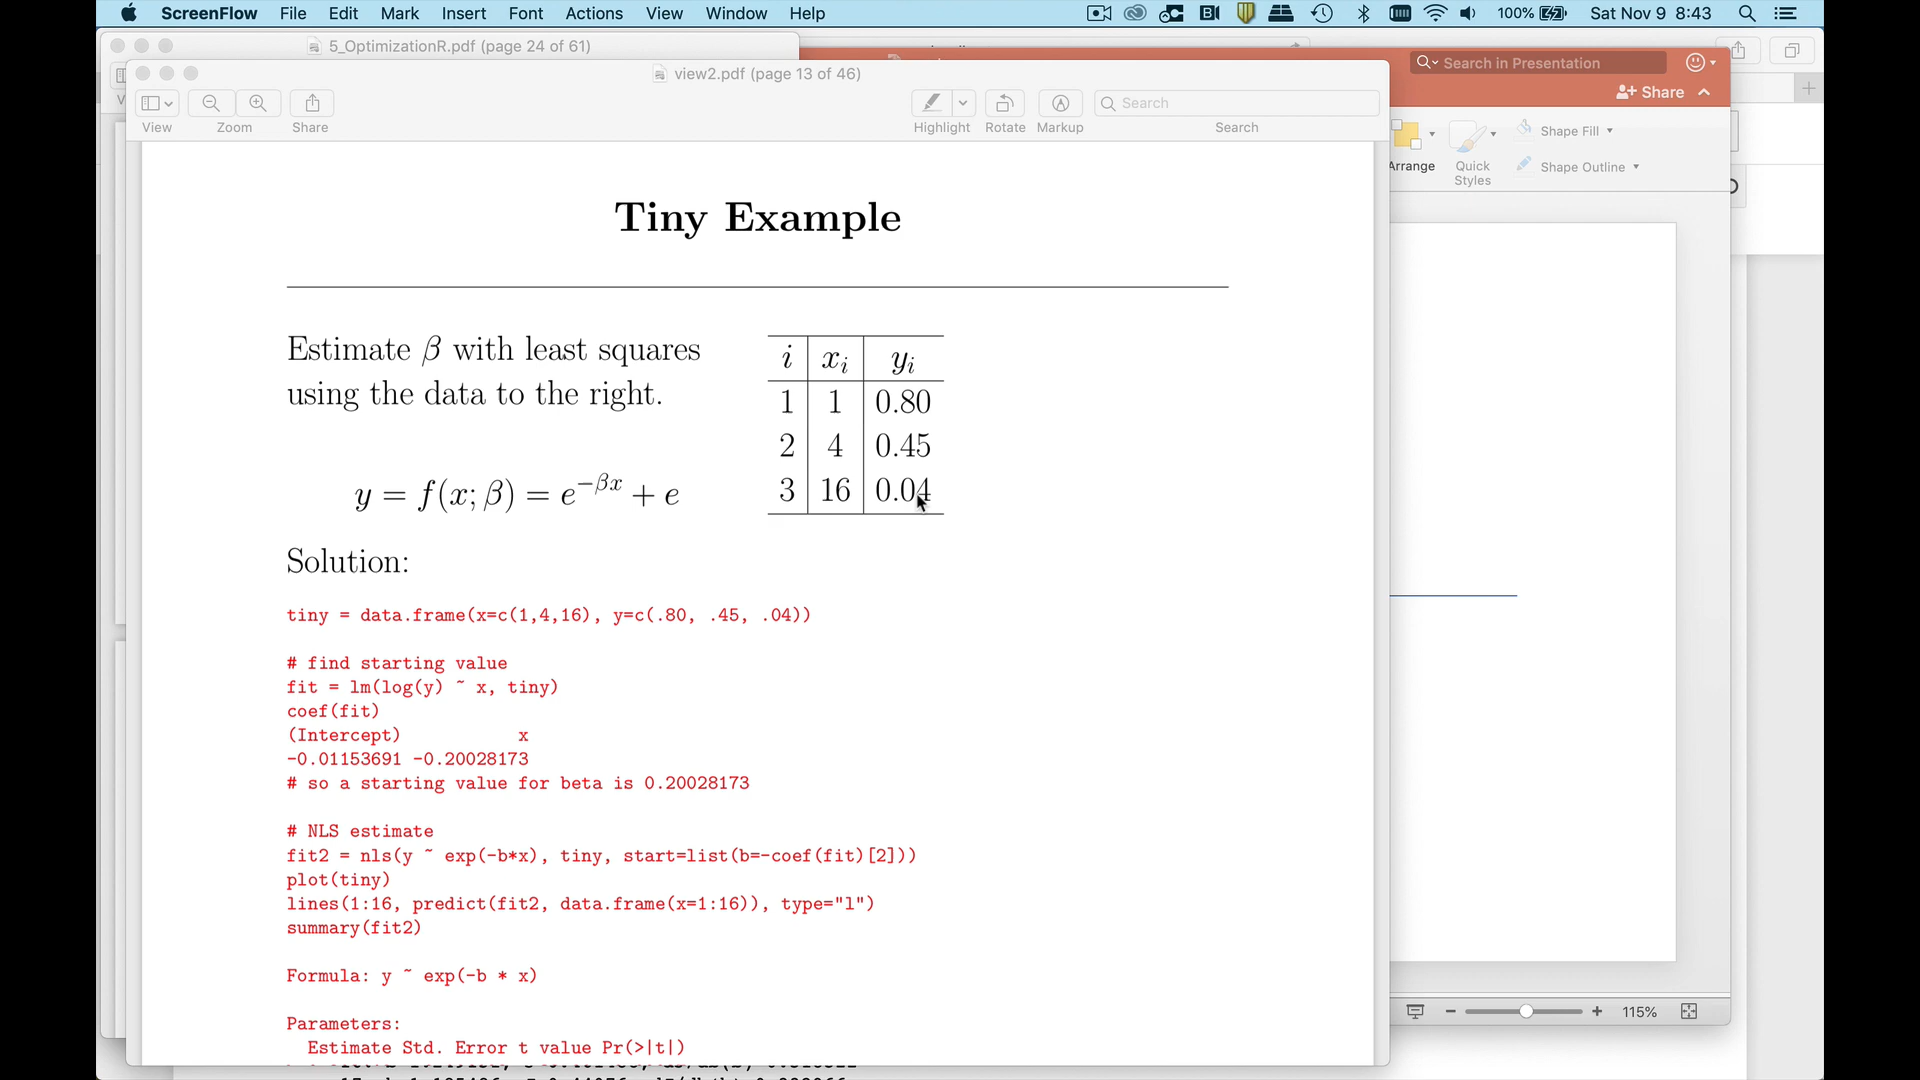 ScreenFlow File Edit Mark Insert Font Actions View Window Help 100% Sat Nov 9 8:43
5_OptimizationR.pdf (page 24 of 61)
view2.pdf (page 13 of 46)
Search in Presentation
Share
View Zoom Share Highlight Rotate Markup Search
Search
Arrange Quick Styles
Shape Fill
Shape Outline
Tiny Example
Estimate β with least squares
using the data to the right.
y = f(x; β) = e^{−βx} + e
i x_i y_i
1 1 0.80
2 4 0.45
3 16 0.04
Solution:
tiny = data.frame(x=c(1,4,16), y=c(.80, .45, .04))
# find starting value
fit = lm(log(y) ~ x, tiny)
coef(fit)
(Intercept) x
-0.01153691 -0.20028173
# so a starting value for beta is 0.20028173
# NLS estimate
fit2 = nls(y ~ exp(-b*x), tiny, start=list(b=-coef(fit)[2]))
plot(tiny)
lines(1:16, predict(fit2, data.frame(x=1:16)), type="l")
summary(fit2)
Formula: y ~ exp(-b * x)
Parameters:
Estimate Std. Error t value Pr(>|t|)
115%